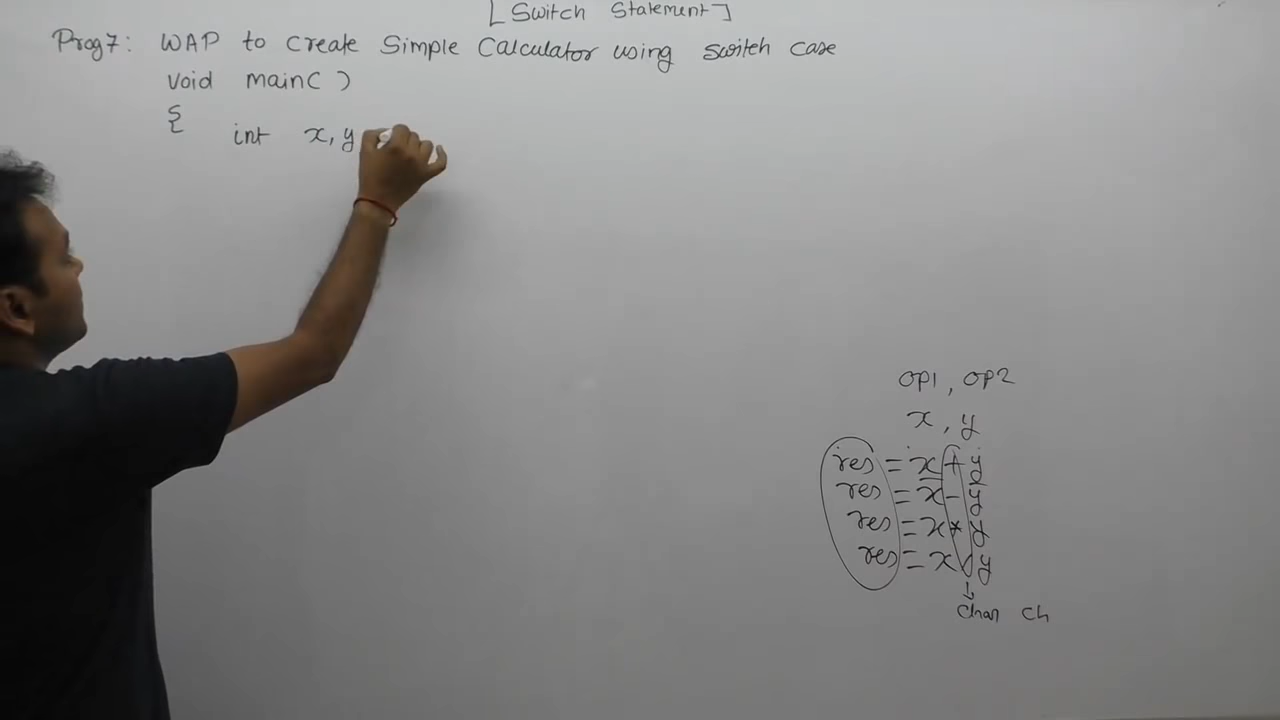 [Switch Statement]
Prog7: WAP to Create Simple Calculator using switch case
void main( )
{
int x, y
OP1, OP2
x, y
res = x + y
res = x - y
res = x * y
res = x / y
char ch